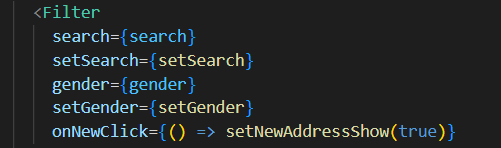 <Filter
search={search}
setSearch={setSearch}
gender={gender}
setGender={setGender}
onNewClick={() => setNewAddressShow(true)}